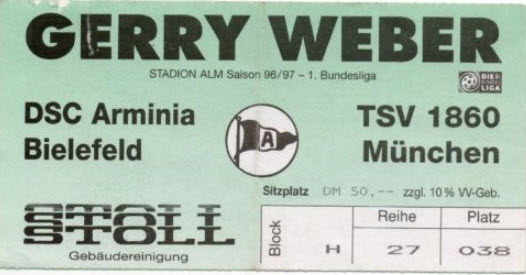 GERRY WEBER
STADION ALM Saison 96/97 – 1. Bundesliga
DIE
LIGA
DSC Arminia
Bielefeld
A
TSV 1860
München
Sitzplatz DM 50,-- zzgl. 10% VV-Geb.
STOLL
Gebäudereinigung
Block H
Reihe 27
Platz 038